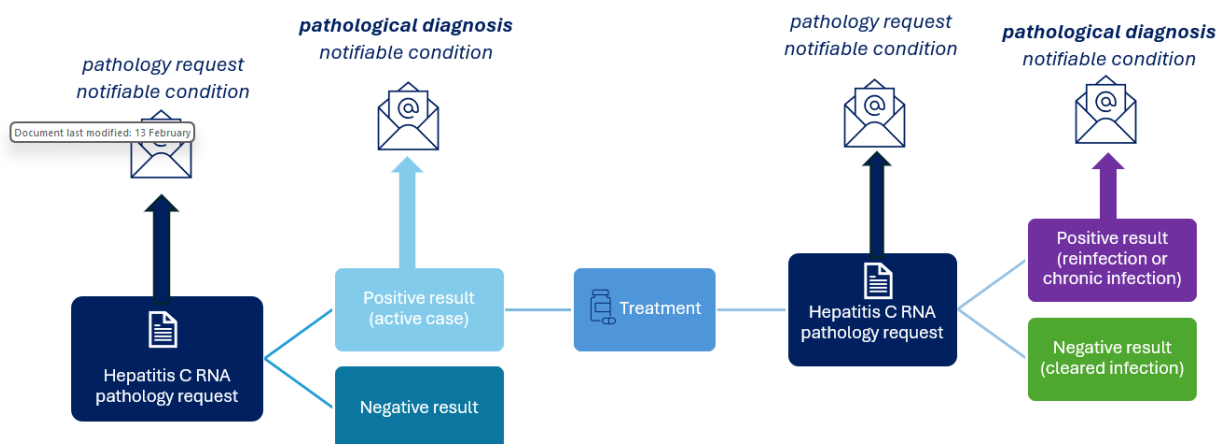 pathology request
notifiable condition
Document last modified: 13 February
Hepatitis C RNA
pathology request
pathological diagnosis
notifiable condition
@
Positive result
(active case)
Negative result
Treatment
pathology request
notifiable condition
@
Hepatitis C RNA
pathology request
pathological diagnosis
notifiable condition
@
Positive result
(reinfection or
chronic infection)
Negative result
(cleared infection)